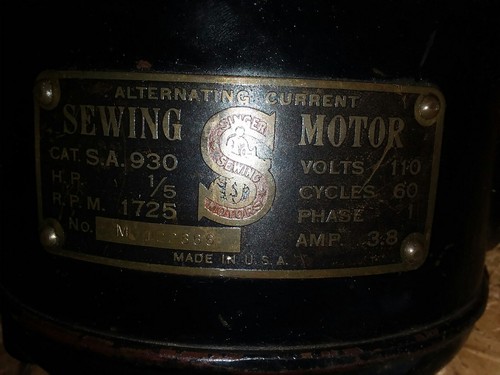 ALTERNATING CURRENT
SEWING S MOTOR
SINGER
SEWING
MOTORS
CAT. S.A. 930
H.P. 1/5
R.P.M. 1725
No.
VOLTS 110
CYCLES 60
PHASE 1
AMP. 3.8
MADE IN U.S.A.